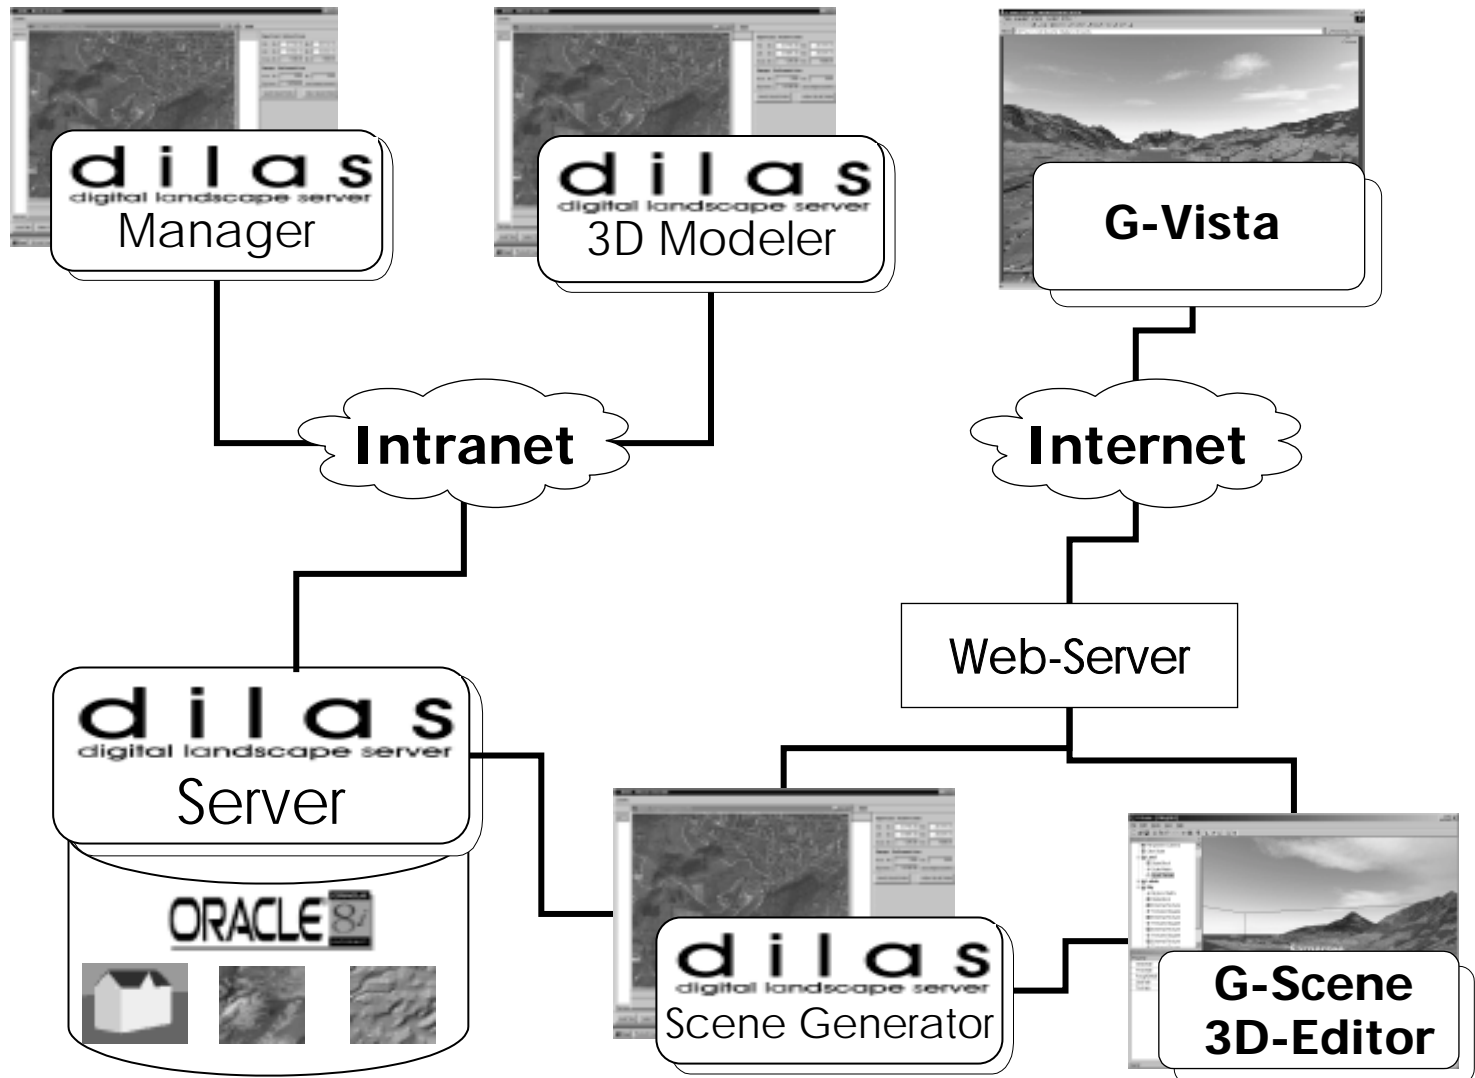 dilas
digital landscape server
Manager
dilas
digital landscape server
3D Modeler
G-Vista
Intranet
Internet
Web-Server
dilas
digital landscape server
Server
ORACLE 8i
dilas
digital landscape server
Scene Generator
G-Scene
3D-Editor